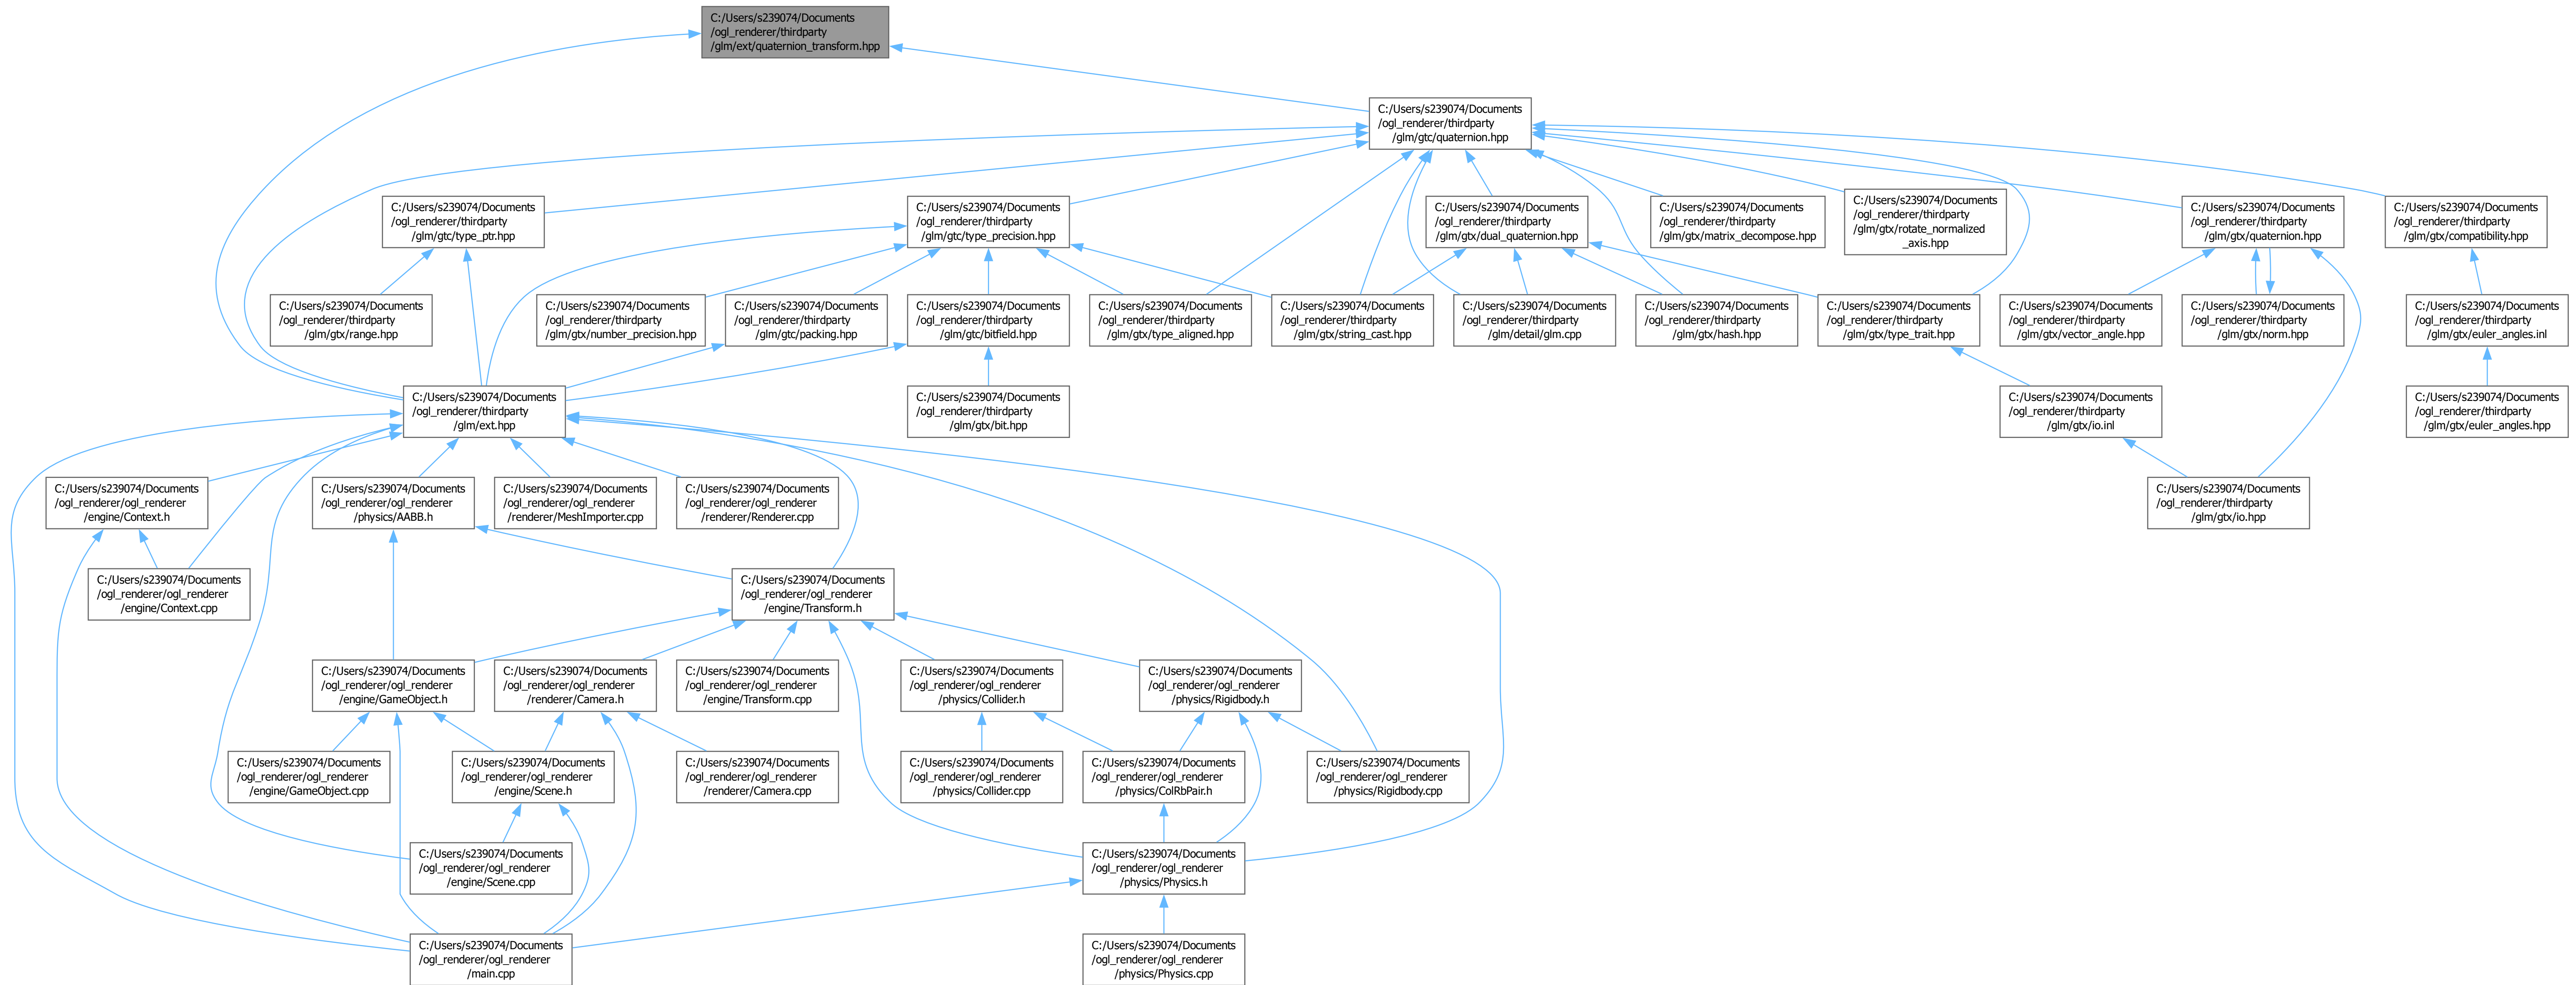 C:/Users/s239074/Documents
/ogl_renderer/thirdparty
/glm/ext/quaternion_transform.hpp
C:/Users/s239074/Documents
/ogl_renderer/thirdparty
/glm/gtc/quaternion.hpp
C:/Users/s239074/Documents
/ogl_renderer/thirdparty
/glm/gtc/type_ptr.hpp
C:/Users/s239074/Documents
/ogl_renderer/thirdparty
/glm/gtc/type_precision.hpp
C:/Users/s239074/Documents
/ogl_renderer/thirdparty
/glm/gtx/dual_quaternion.hpp
C:/Users/s239074/Documents
/ogl_renderer/thirdparty
/glm/gtx/matrix_decompose.hpp
C:/Users/s239074/Documents
/ogl_renderer/thirdparty
/glm/gtx/rotate_normalized
_axis.hpp
C:/Users/s239074/Documents
/ogl_renderer/thirdparty
/glm/gtx/quaternion.hpp
C:/Users/s239074/Documents
/ogl_renderer/thirdparty
/glm/gtx/compatibility.hpp
C:/Users/s239074/Documents
/ogl_renderer/thirdparty
/glm/gtx/range.hpp
C:/Users/s239074/Documents
/ogl_renderer/thirdparty
/glm/gtx/number_precision.hpp
C:/Users/s239074/Documents
/ogl_renderer/thirdparty
/glm/gtc/packing.hpp
C:/Users/s239074/Documents
/ogl_renderer/thirdparty
/glm/gtc/bitfield.hpp
C:/Users/s239074/Documents
/ogl_renderer/thirdparty
/glm/gtx/type_aligned.hpp
C:/Users/s239074/Documents
/ogl_renderer/thirdparty
/glm/gtx/string_cast.hpp
C:/Users/s239074/Documents
/ogl_renderer/thirdparty
/glm/detail/glm.cpp
C:/Users/s239074/Documents
/ogl_renderer/thirdparty
/glm/gtx/hash.hpp
C:/Users/s239074/Documents
/ogl_renderer/thirdparty
/glm/gtx/type_trait.hpp
C:/Users/s239074/Documents
/ogl_renderer/thirdparty
/glm/gtx/vector_angle.hpp
C:/Users/s239074/Documents
/ogl_renderer/thirdparty
/glm/gtx/norm.hpp
C:/Users/s239074/Documents
/ogl_renderer/thirdparty
/glm/gtx/euler_angles.inl
C:/Users/s239074/Documents
/ogl_renderer/thirdparty
/glm/ext.hpp
C:/Users/s239074/Documents
/ogl_renderer/thirdparty
/glm/gtx/bit.hpp
C:/Users/s239074/Documents
/ogl_renderer/thirdparty
/glm/gtx/io.inl
C:/Users/s239074/Documents
/ogl_renderer/thirdparty
/glm/gtx/euler_angles.hpp
C:/Users/s239074/Documents
/ogl_renderer/ogl_renderer
/engine/Context.h
C:/Users/s239074/Documents
/ogl_renderer/ogl_renderer
/physics/AABB.h
C:/Users/s239074/Documents
/ogl_renderer/ogl_renderer
/renderer/MeshImporter.cpp
C:/Users/s239074/Documents
/ogl_renderer/ogl_renderer
/renderer/Renderer.cpp
C:/Users/s239074/Documents
/ogl_renderer/thirdparty
/glm/gtx/io.hpp
C:/Users/s239074/Documents
/ogl_renderer/ogl_renderer
/engine/Context.cpp
C:/Users/s239074/Documents
/ogl_renderer/ogl_renderer
/engine/Transform.h
C:/Users/s239074/Documents
/ogl_renderer/ogl_renderer
/engine/GameObject.h
C:/Users/s239074/Documents
/ogl_renderer/ogl_renderer
/renderer/Camera.h
C:/Users/s239074/Documents
/ogl_renderer/ogl_renderer
/engine/Transform.cpp
C:/Users/s239074/Documents
/ogl_renderer/ogl_renderer
/physics/Collider.h
C:/Users/s239074/Documents
/ogl_renderer/ogl_renderer
/physics/Rigidbody.h
C:/Users/s239074/Documents
/ogl_renderer/ogl_renderer
/engine/GameObject.cpp
C:/Users/s239074/Documents
/ogl_renderer/ogl_renderer
/engine/Scene.h
C:/Users/s239074/Documents
/ogl_renderer/ogl_renderer
/renderer/Camera.cpp
C:/Users/s239074/Documents
/ogl_renderer/ogl_renderer
/physics/Collider.cpp
C:/Users/s239074/Documents
/ogl_renderer/ogl_renderer
/physics/ColRbPair.h
C:/Users/s239074/Documents
/ogl_renderer/ogl_renderer
/physics/Rigidbody.cpp
C:/Users/s239074/Documents
/ogl_renderer/ogl_renderer
/engine/Scene.cpp
C:/Users/s239074/Documents
/ogl_renderer/ogl_renderer
/physics/Physics.h
C:/Users/s239074/Documents
/ogl_renderer/ogl_renderer
/main.cpp
C:/Users/s239074/Documents
/ogl_renderer/ogl_renderer
/physics/Physics.cpp